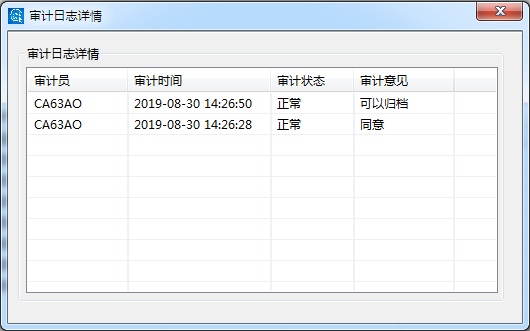 审计日志详情
审计日志详情
审计员 审计时间 审计状态 审计意见
CA63AO 2019-08-30 14:26:50 正常 可以归档
CA63AO 2019-08-30 14:26:28 正常 同意